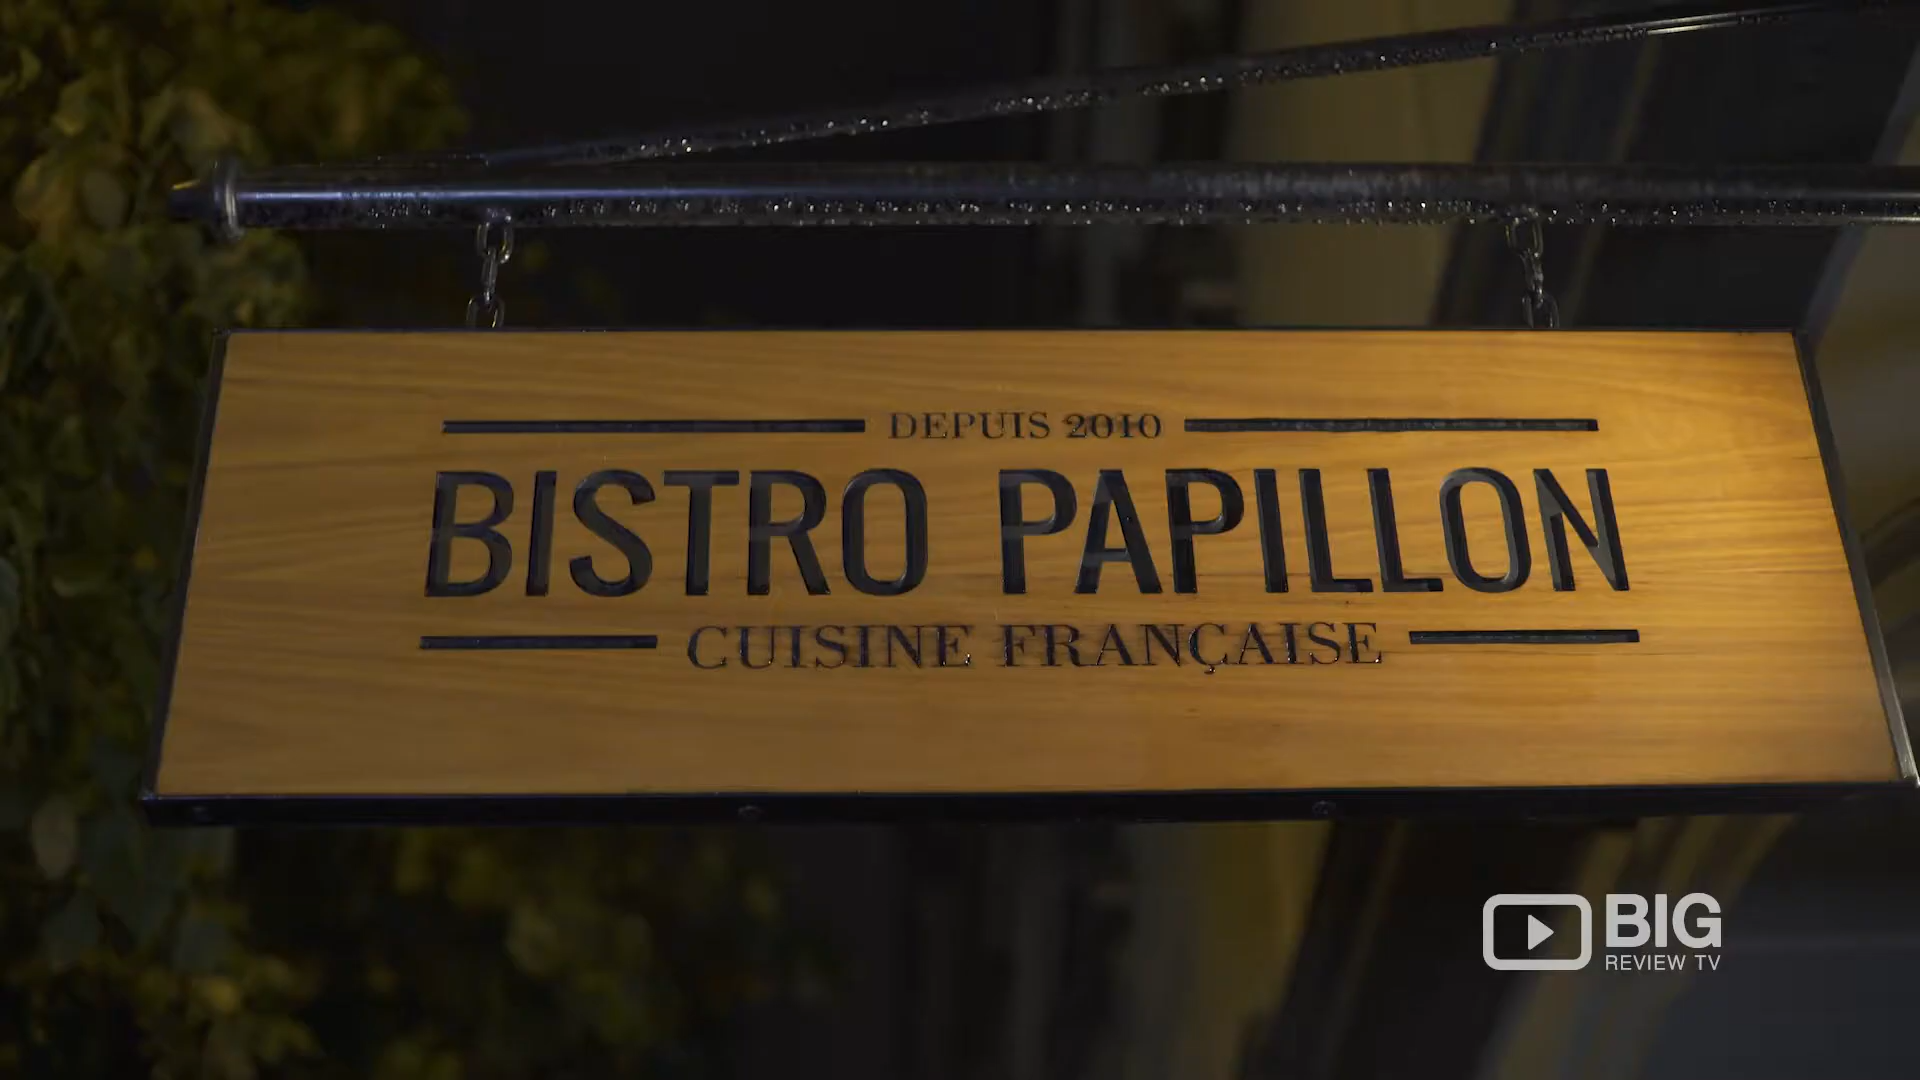 DEPUIS 2010
BISTRO PAPILLON
CUISINE FRANÇAISE
BIG
REVIEW TV